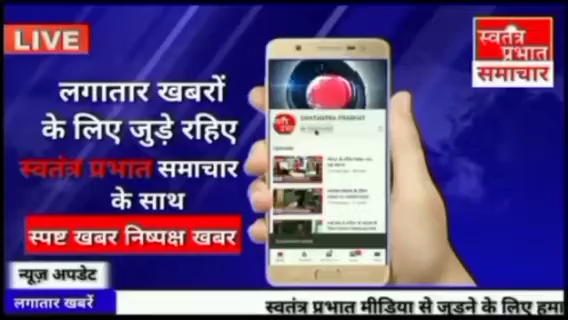 LIVE
स्वतंत्र
प्रभात
समाचार
लगातार खबरों
के लिए जुड़े रहिए
स्वतंत्र प्रभात समाचार
के साथ
स्पष्ट खबर निष्पक्ष खबर
SWATANTRA PRABHAT
न्यूज़ अपडेट
लगातार खबरें
स्वतंत्र प्रभात मीडिया से जुडने के लिए हमा